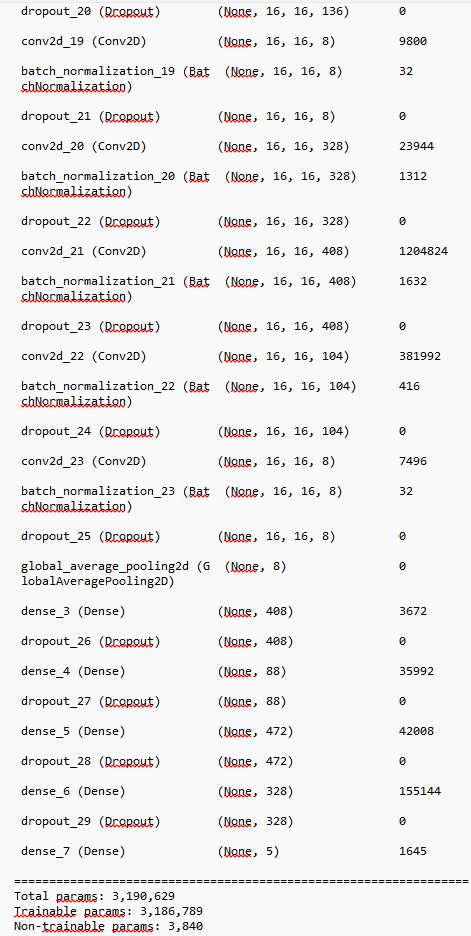 dropout_20 (Dropout) (None, 16, 16, 136) 0
conv2d_19 (Conv2D) (None, 16, 16, 8) 9800
batch_normalization_19 (Bat (None, 16, 16, 8) 32
chNormalization)
dropout_21 (Dropout) (None, 16, 16, 8) 0
conv2d_20 (Conv2D) (None, 16, 16, 328) 23944
batch_normalization_20 (Bat (None, 16, 16, 328) 1312
chNormalization)
dropout_22 (Dropout) (None, 16, 16, 328) 0
conv2d_21 (Conv2D) (None, 16, 16, 408) 1204824
batch_normalization_21 (Bat (None, 16, 16, 408) 1632
chNormalization)
dropout_23 (Dropout) (None, 16, 16, 408) 0
conv2d_22 (Conv2D) (None, 16, 16, 104) 381992
batch_normalization_22 (Bat (None, 16, 16, 104) 416
chNormalization)
dropout_24 (Dropout) (None, 16, 16, 104) 0
conv2d_23 (Conv2D) (None, 16, 16, 8) 7496
batch_normalization_23 (Bat (None, 16, 16, 8) 32
chNormalization)
dropout_25 (Dropout) (None, 16, 16, 8) 0
global_average_pooling2d (G (None, 8) 0
lobalAveragePooling2D)
dense_3 (Dense) (None, 408) 3672
dropout_26 (Dropout) (None, 408) 0
dense_4 (Dense) (None, 88) 35992
dropout_27 (Dropout) (None, 88) 0
dense_5 (Dense) (None, 472) 42008
dropout_28 (Dropout) (None, 472) 0
dense_6 (Dense) (None, 328) 155144
dropout_29 (Dropout) (None, 328) 0
dense_7 (Dense) (None, 5) 1645
=================================================================
Total params: 3,190,629
Trainable params: 3,186,789
Non-trainable params: 3,840